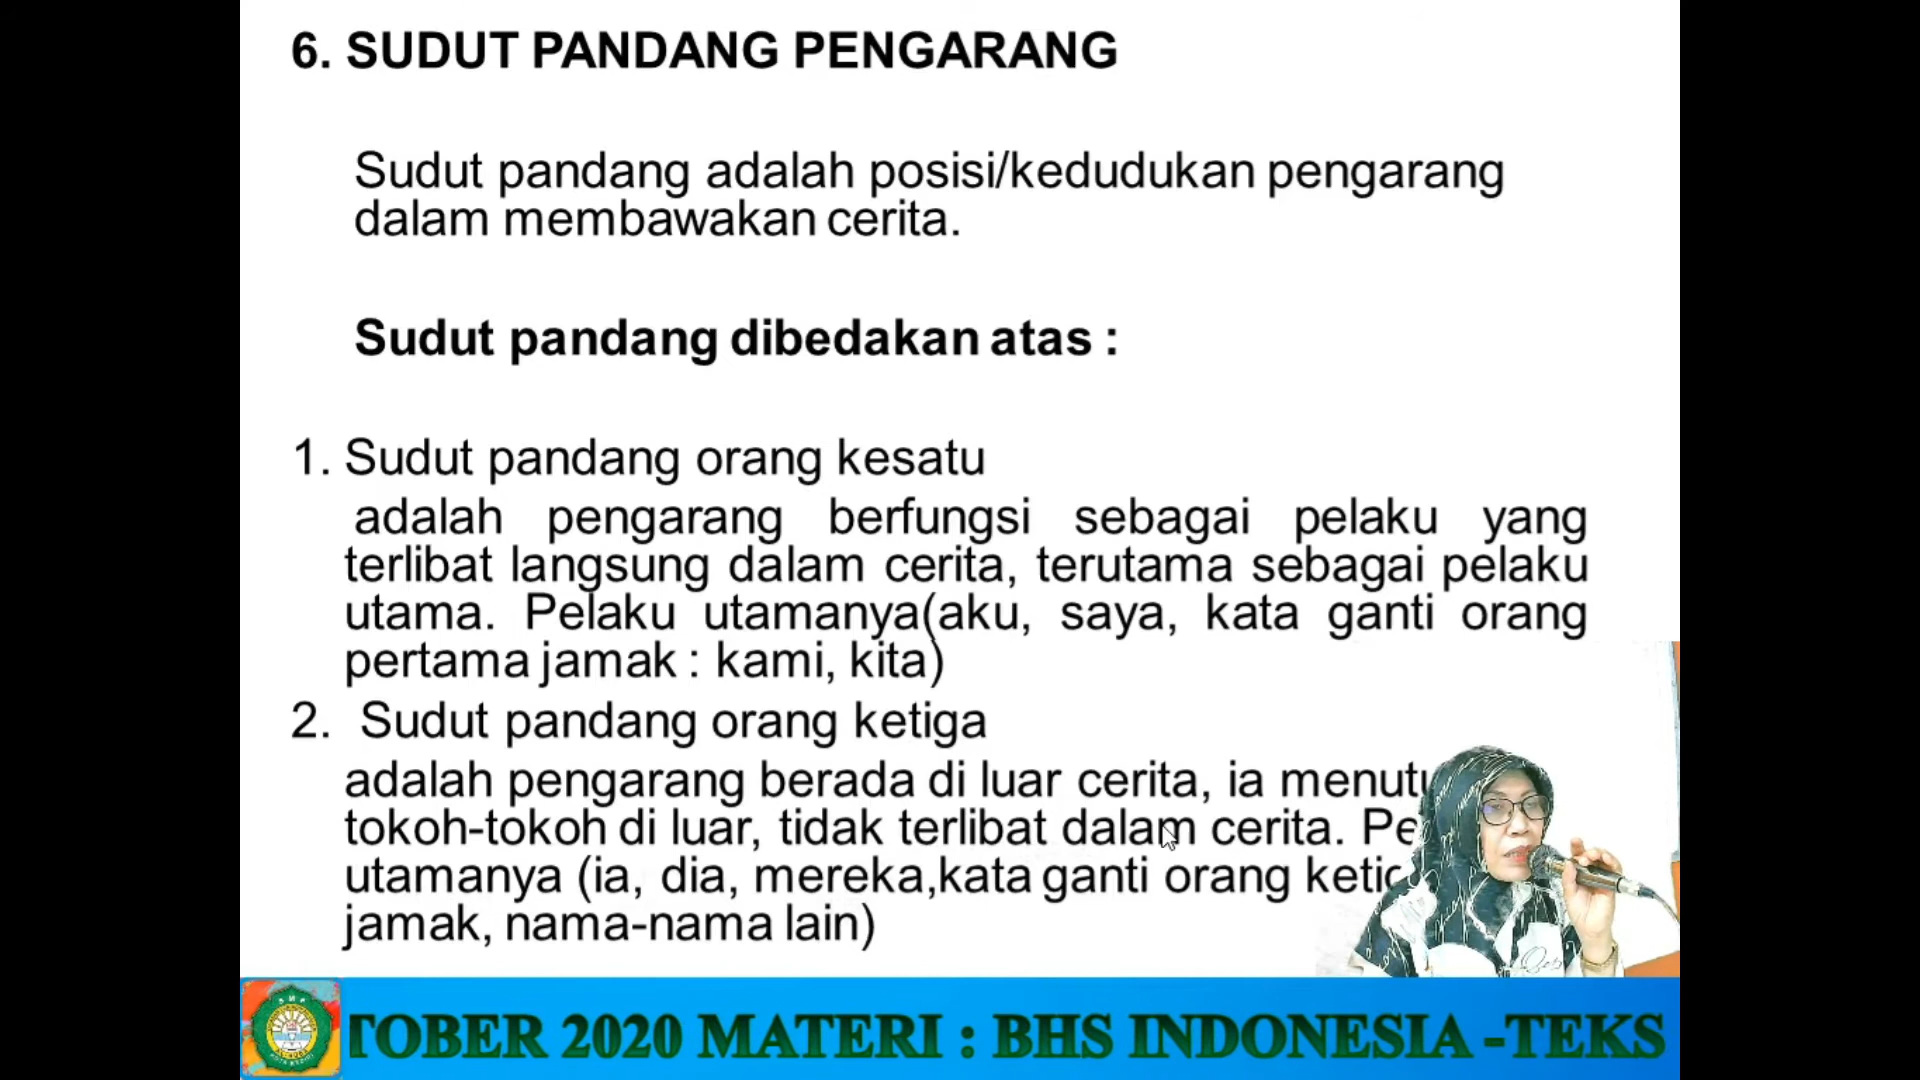 6. SUDUT PANDANG PENGARANG
Sudut pandang adalah posisi/kedudukan pengarang
dalam membawakan cerita.
Sudut pandang dibedakan atas :
1. Sudut pandang orang kesatu
adalah pengarang berfungsi sebagai pelaku yang
terlibat langsung dalam cerita, terutama sebagai pelaku
utama. Pelaku utamanya(aku, saya, kata ganti orang
pertama jamak : kami, kita)
2. Sudut pandang orang ketiga
adalah pengarang berada di luar cerita, ia
tokoh-tokoh di luar, tidak terlibat dalam cerita.
utamanya (ia, dia, mereka,kata ganti orang
jamak, nama-nama lain)
TOBER 2020 MATERI : BHS INDONESIA -TEKS